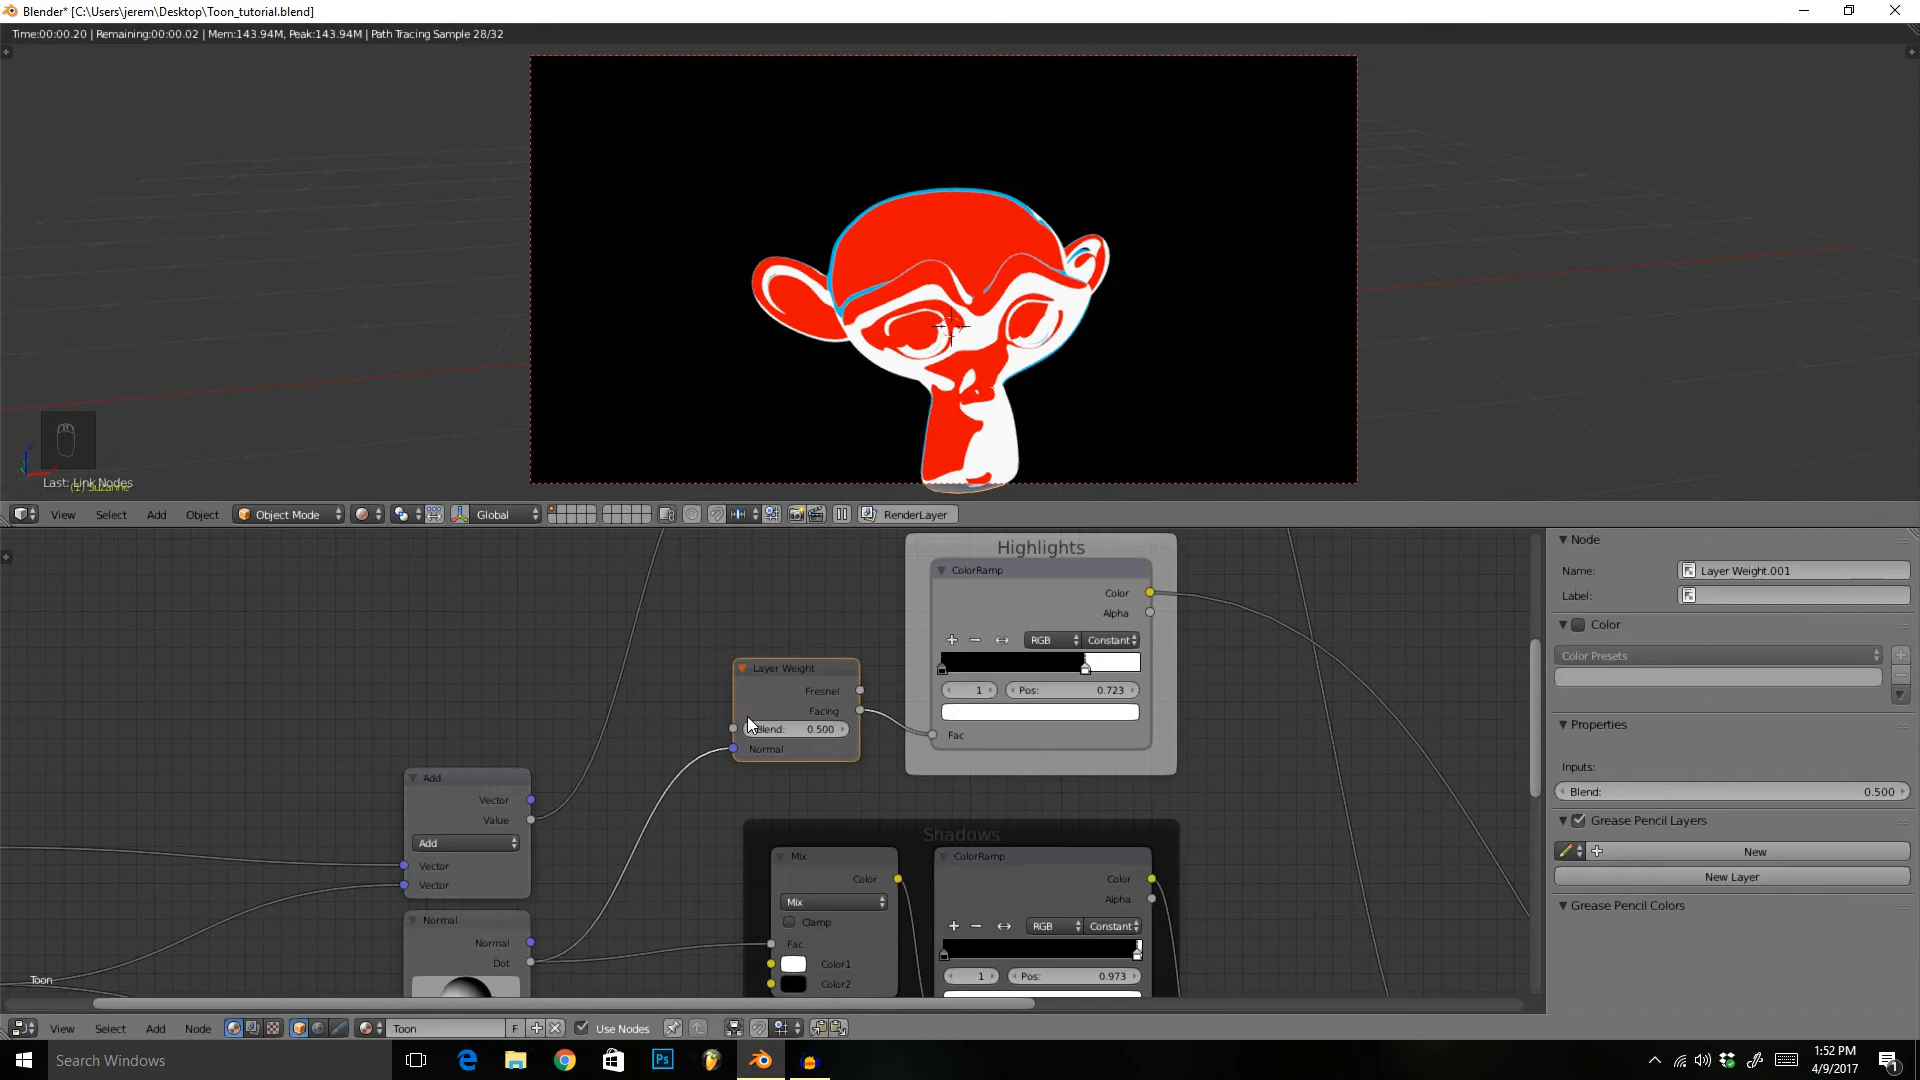 Blender* [C:\Users\jerem\Desktop\Toon_tutorial.blend]
Time:00:00.20 | Remaining:00:00.02 | Mem:143.94M, Peak:143.94M | Path Tracing Sample 28/32
Last: Link Nodes
(1) Suzanne
View Select Add Object Object Mode Global RenderLayer
Highlights
ColorRamp
Color
Alpha
RGB Constant
1 Pos: 0.723
Fac
Layer Weight
Fresnel
Facing
Blend: 0.500
Normal
Add
Vector
Value
Add
Vector
Vector
Normal
Normal
Dot
Shadows
Mix
Color
Mix
Clamp
Fac
Color1
Color2
ColorRamp
Color
Alpha
RGB Constant
1 Pos: 0.973
Toon
Node
Name: Layer Weight.001
Label:
Color
Color Presets
Properties
Inputs:
Blend: 0.500
Grease Pencil Layers
New
New Layer
Grease Pencil Colors
View Select Add Node Toon F Use Nodes
Search Windows
Ps
1:52 PM
4/9/2017
1